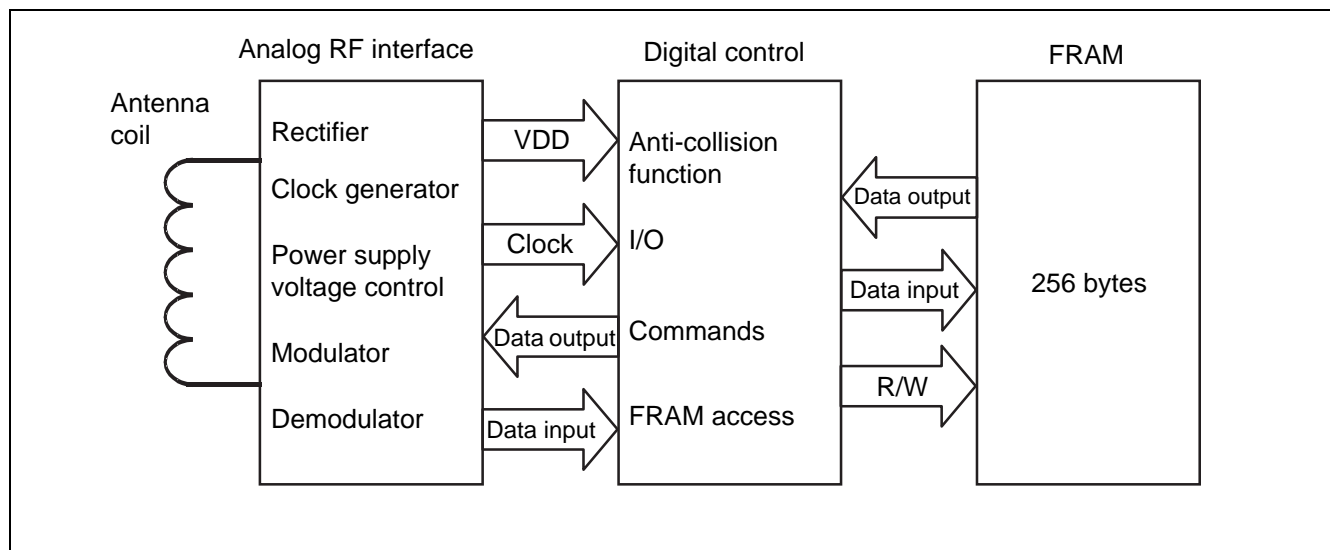 Analog RF interface
Digital control
FRAM
Antenna
coil
Rectifier
Clock generator
Power supply
voltage control
Modulator
Demodulator
VDD
Clock
Data output
Data input
Anti-collision
function
I/O
Commands
FRAM access
Data output
Data input
R/W
256 bytes